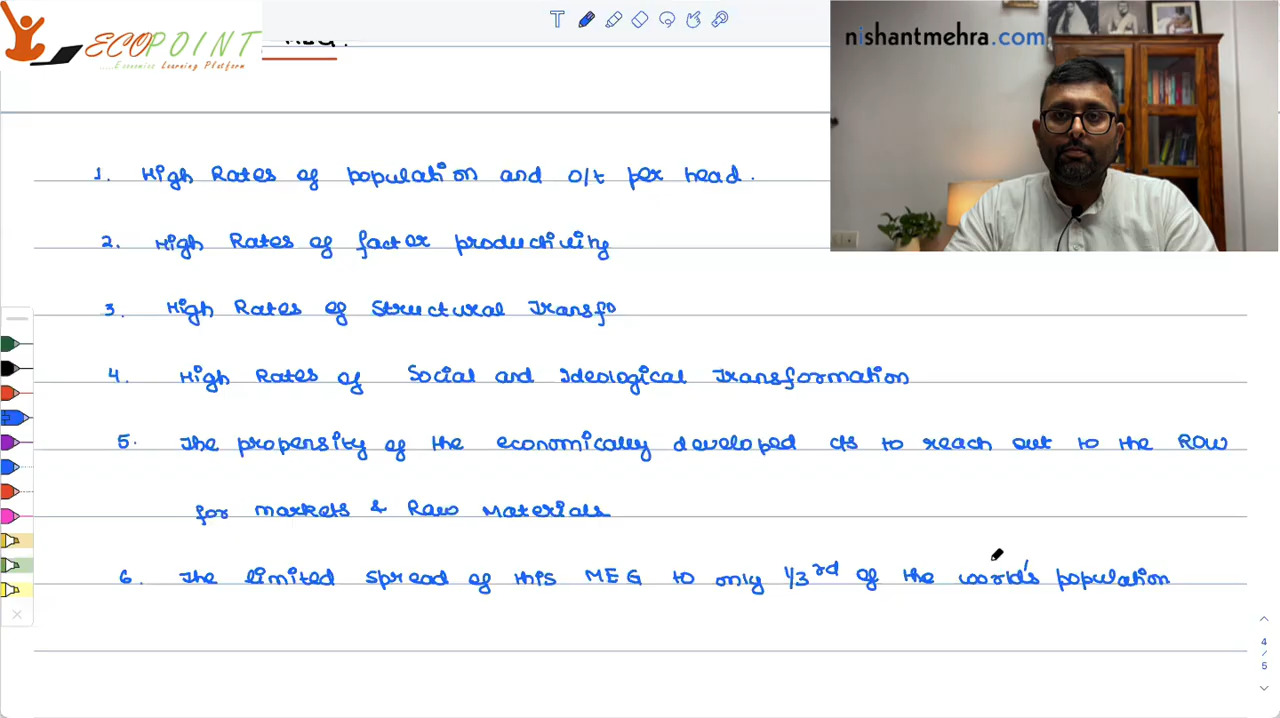 ECOPOINT
.....Economics Learning Platform
MEG.
nishantmehra.com
1. High Rates of population and o/t per head.
2. High Rates of factor productivity
3. High Rates of Structural Transfo
4. High Rates of Social and Ideological Transformation
5. The propensity of the economically developed cts to reach out to the ROW
for markets & Raw Materials
6. The limited spread of this MEG to only 1/3rd of the world's population
4
/
5